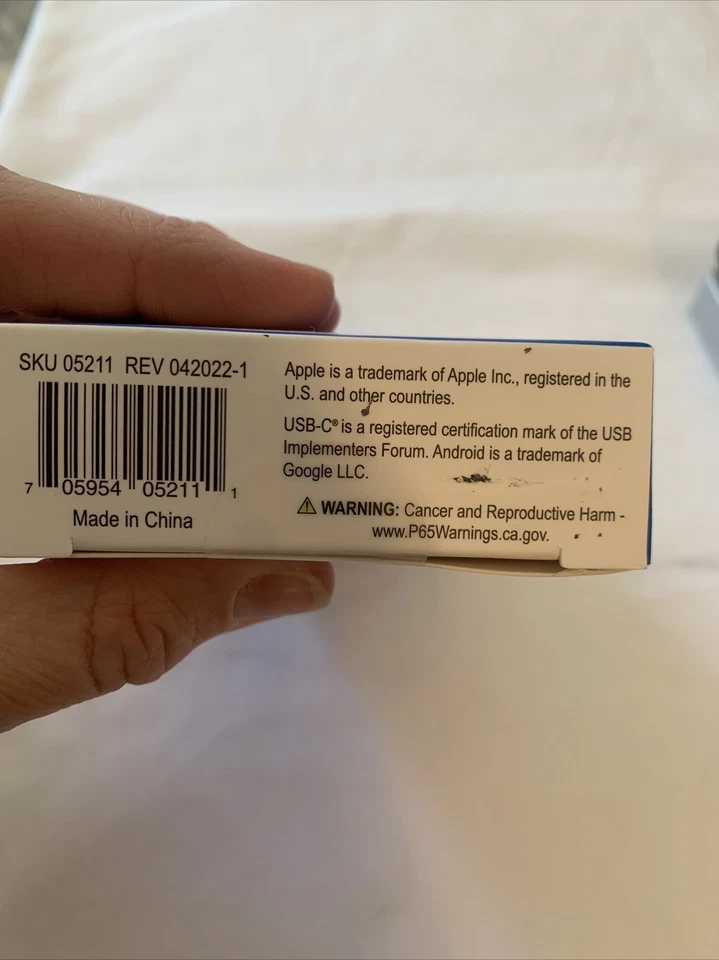 SKU 05211 REV 042022-1
7 05954 05211 1
Made in China
Apple is a trademark of Apple Inc., registered in the
U.S. and other countries.
USB-C® is a registered certification mark of the USB
Implementers Forum. Android is a trademark of
Google LLC.
⚠ WARNING: Cancer and Reproductive Harm -
www.P65Warnings.ca.gov.